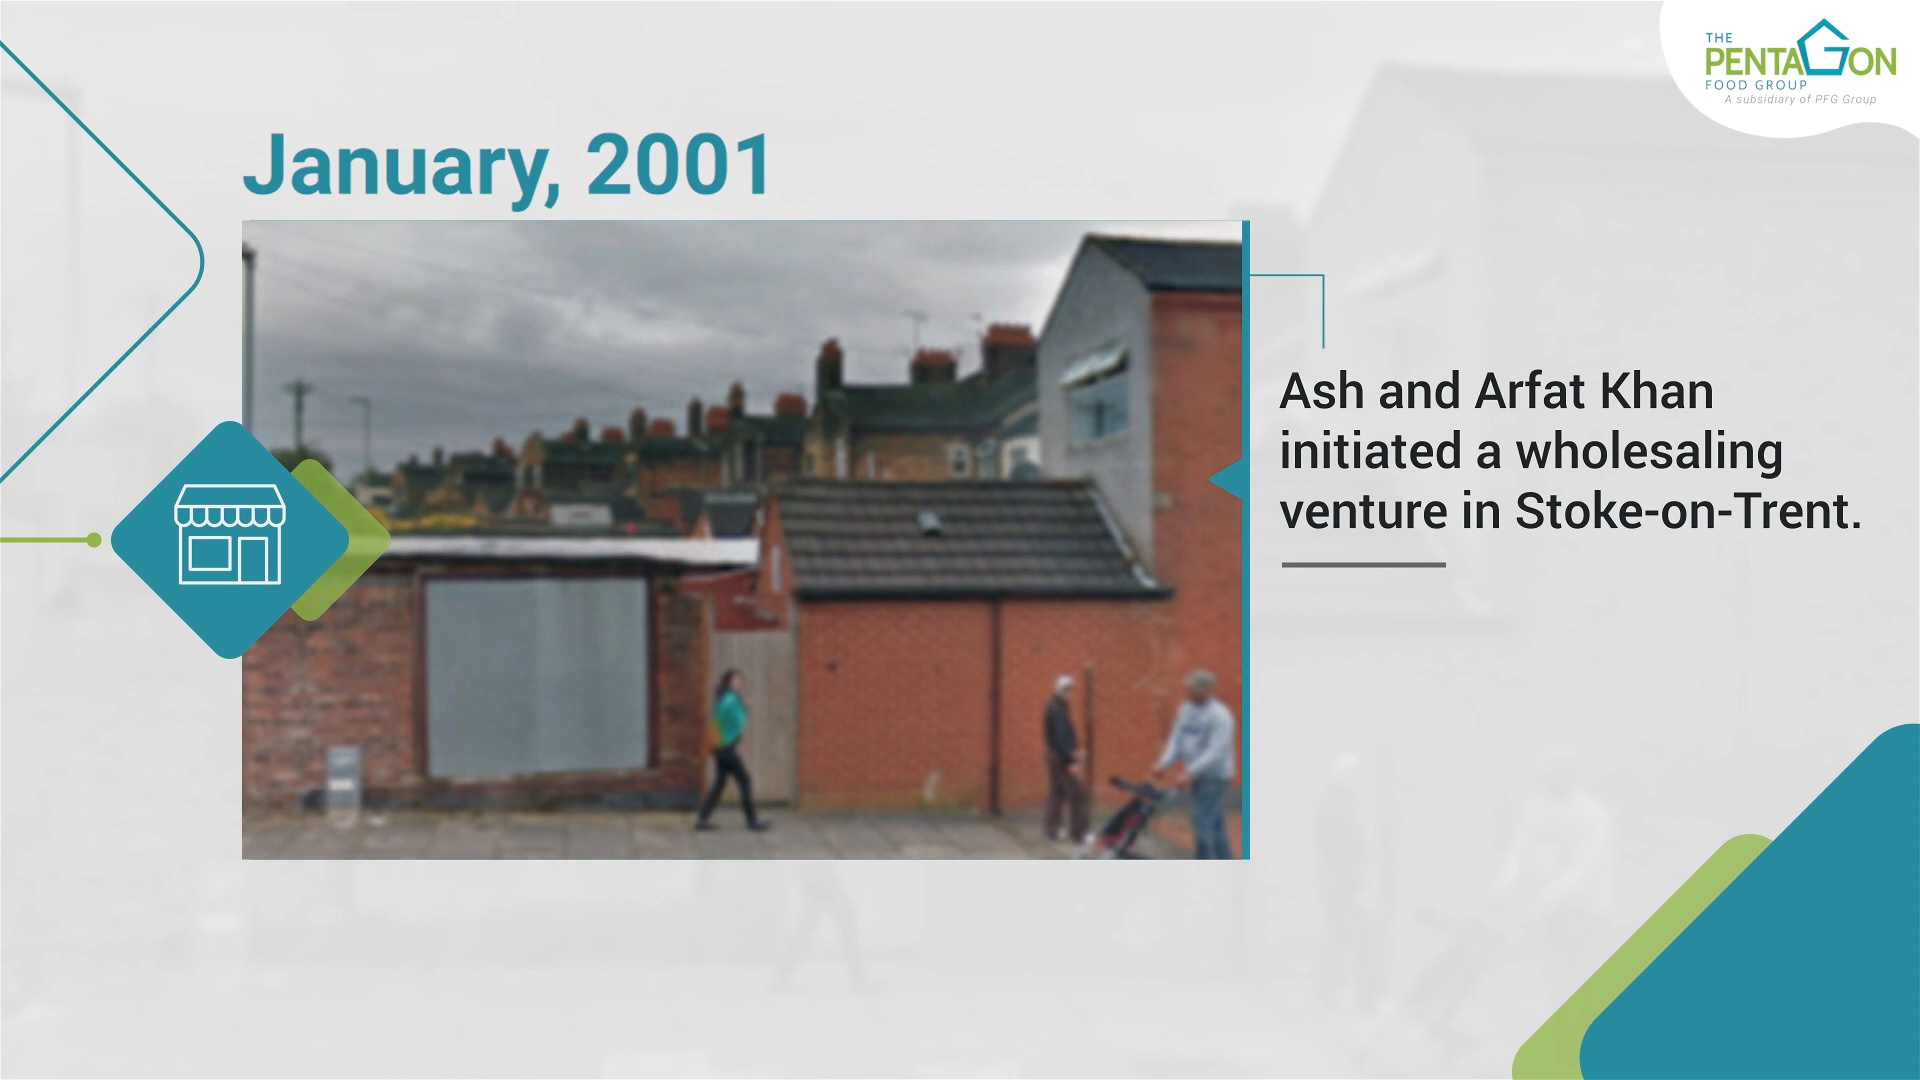 THE
PENTAGON
FOOD GROUP
A subsidiary of PFG Group
January, 2001
Ash and Arfat Khan
initiated a wholesaling
venture in Stoke-on-Trent.